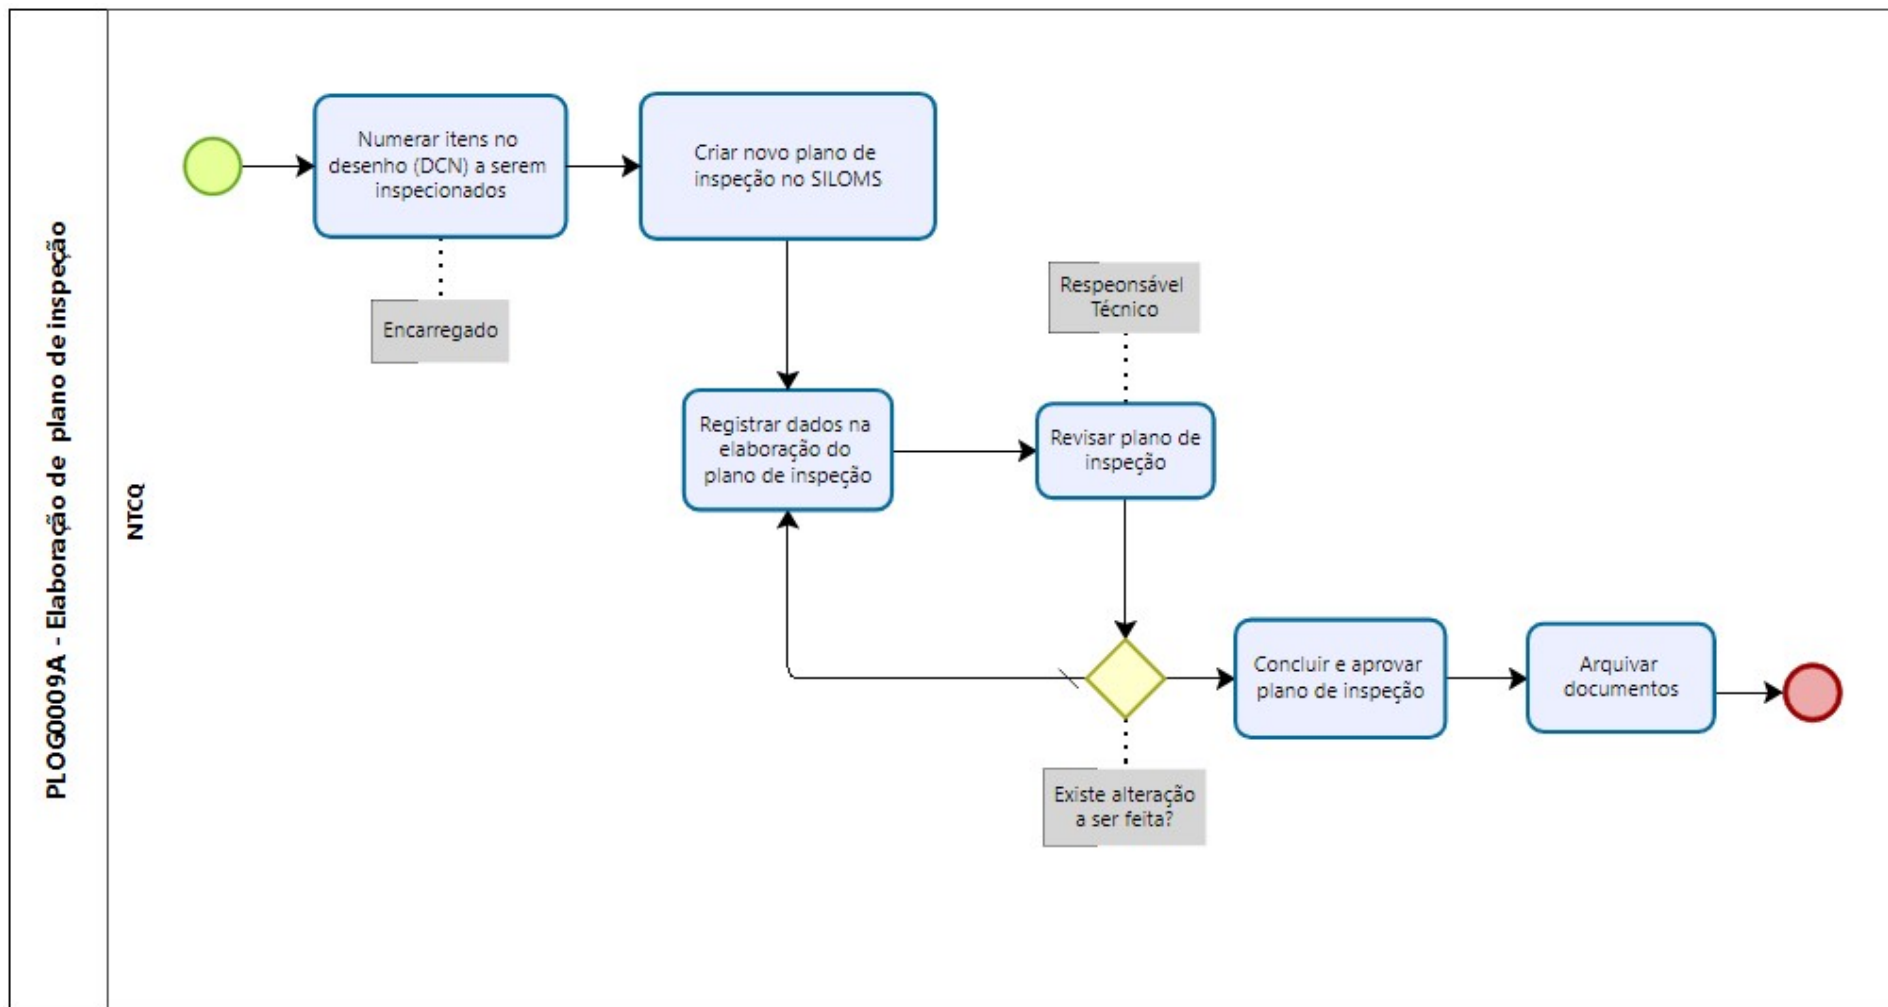 PLOG0009A - Elaboração de plano de inspeção
NTCQ
Numerar itens no
desenho (DCN) a serem
inspecionados
Criar novo plano de
inspeção no SILOMS
Encarregado
Respeonsável
Técnico
Registrar dados na
elaboração do
plano de inspeção
Revisar plano de
inspeção
Concluir e aprovar
plano de inspeção
Arquivar
documentos
Existe alteração
a ser feita?